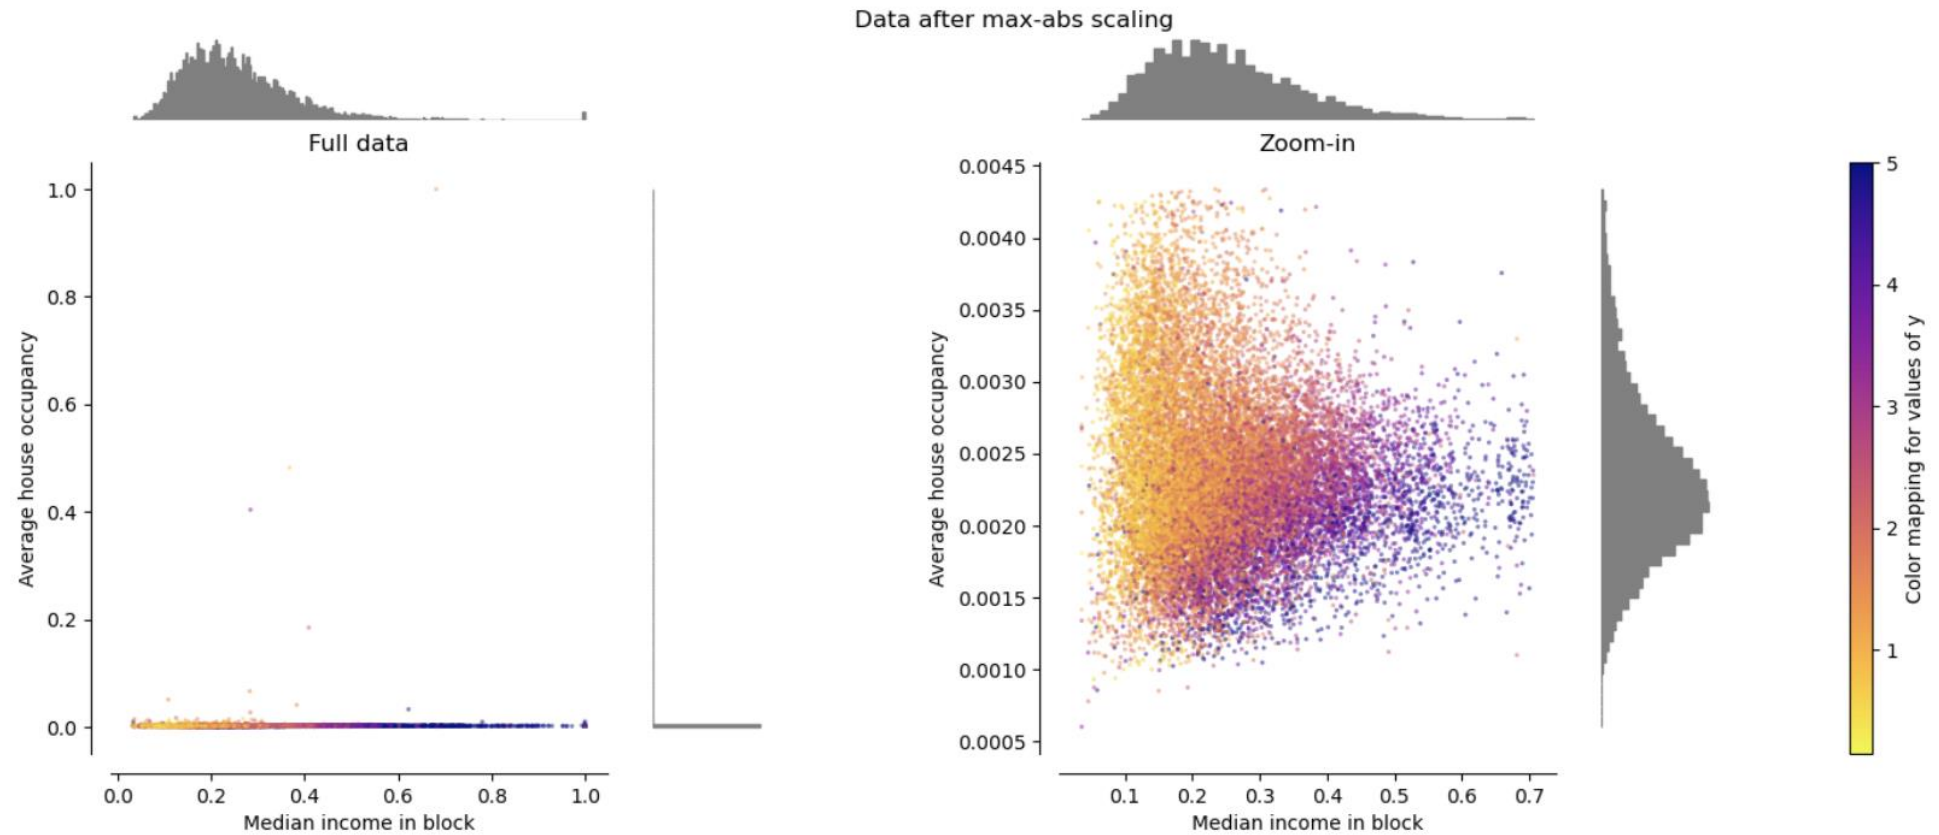 Data after max-abs scaling
Full data
1.0
0.8
0.6
0.4
0.2
0.0
Average house occupancy
0.0 0.2 0.4 0.6 0.8 1.0
Median income in block
Zoom-in
0.0045
0.0040
0.0035
0.0030
0.0025
0.0020
0.0015
0.0010
0.0005
Average house occupancy
0.1 0.2 0.3 0.4 0.5 0.6 0.7
Median income in block
5
4
3
2
1
Color mapping for values of y